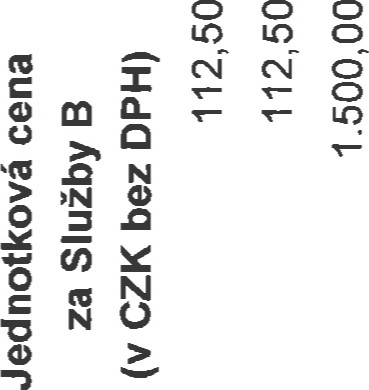 Jednotková cena
za Služby B
(v CZK bez DPH)
112,50
112,50
1.500,00